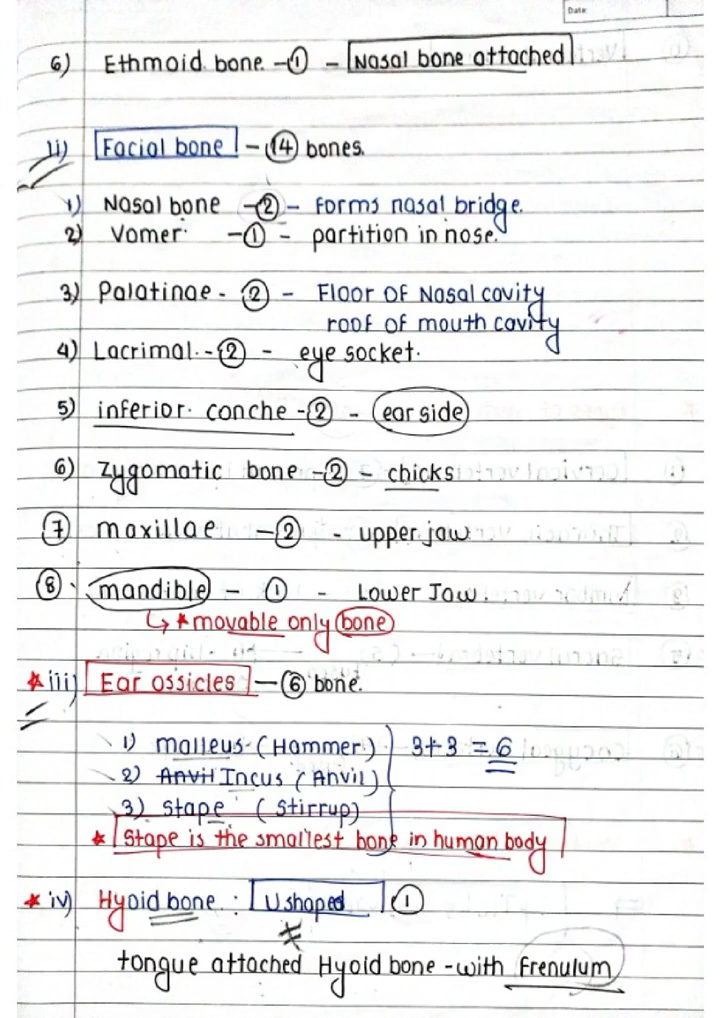 Date
6) Ethmoid bone - ① - Nasal bone attached
ii) Facial bone - ⑭ bones.
1) Nasal bone - ② - forms nasal bridge.
2) Vomer - ① - partition in nose.
3) Palatinae - ② - Floor of Nasal cavity
roof of mouth cavity
4) Lacrimal - ② - eye socket.
5) inferior conche - ② - ear side
6) Zygomatic bone - ② - chicks
⑦ maxillae - ② - upper jaw
⑧ mandible - ① - Lower Jaw.
↳ * movable only bone
* iii) Ear ossicles - ⑥ bone.
1) malleus - (Hammer) } 3+3 = 6
2) Anvil Incus (Anvil)
3) stape (stirrup)
* Stape is the smallest bone in human body
* iv) Hyoid bone : U shaped ①
tongue attached Hyoid bone - with Frenulum